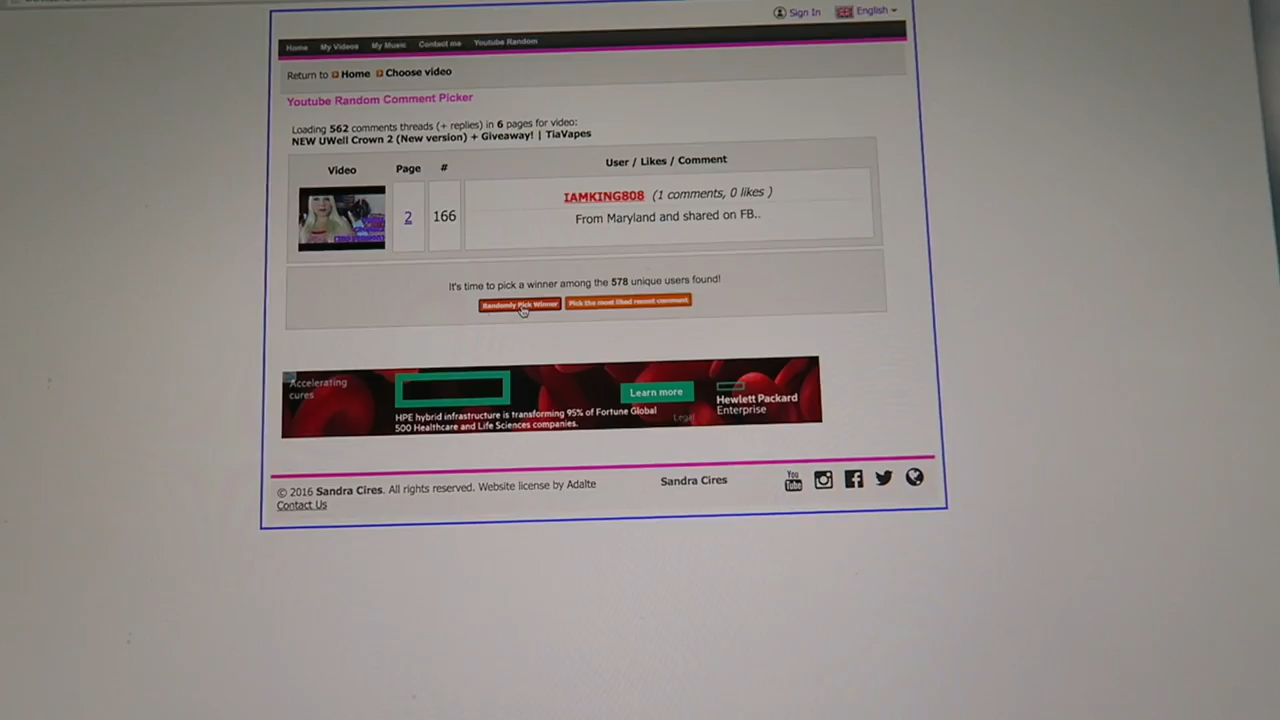 Sign In English
Home My Videos My Music Contact me Youtube Random
Return to Home Choose video
Youtube Random Comment Picker
Loading 562 comments threads (+ replies) in 6 pages for video:
NEW UWell Crown 2 (New version) + Giveaway! | TiaVapes
Video Page # User / Likes / Comment
2 166 IAMKING808 (1 comments, 0 likes )
From Maryland and shared on FB..
It's time to pick a winner among the 578 unique users found!
Randomly Pick Winner Pick the most liked recent comment
Accelerating
cures
Learn more
Hewlett Packard
Enterprise
HPE hybrid infrastructure is transforming 95% of Fortune Global
500 Healthcare and Life Sciences companies.
Legal
© 2016 Sandra Cires. All rights reserved. Website license by Adalte
Sandra Cires
You
Tube
Contact Us